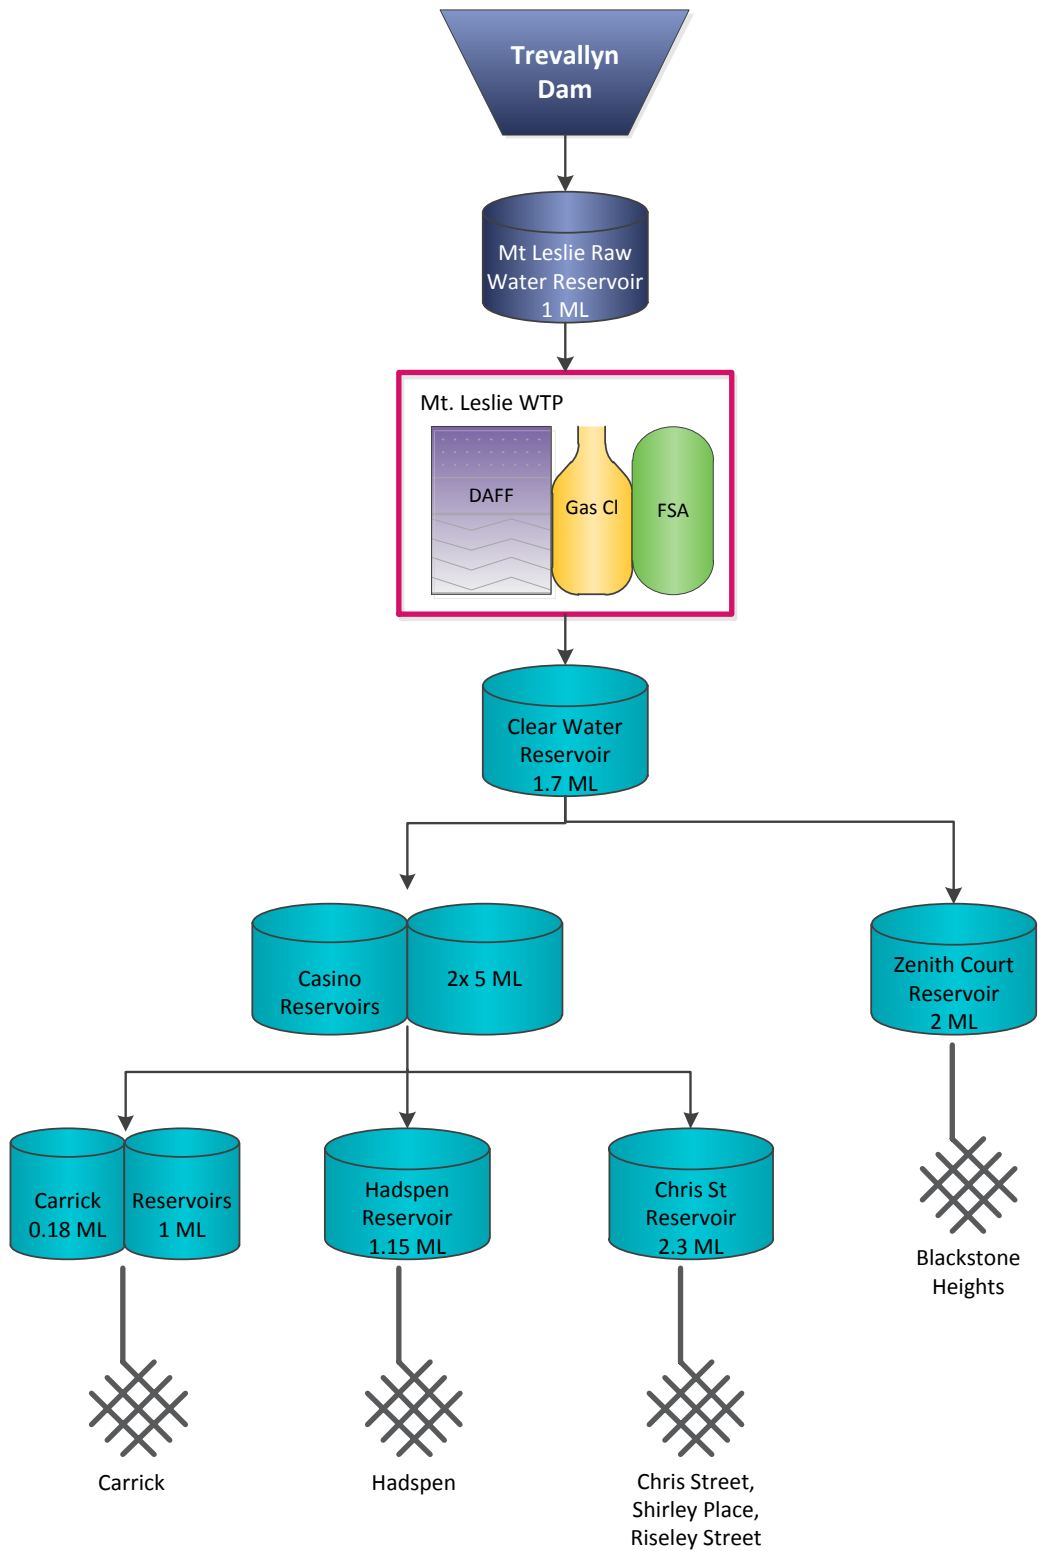 Trevallyn
Dam
Mt Leslie Raw
Water Reservoir
1 ML
Mt. Leslie WTP
DAFF
Gas Cl
FSA
Clear Water
Reservoir
1.7 ML
Casino
Reservoirs
2x 5 ML
Zenith Court
Reservoir
2 ML
Carrick
0.18 ML
Reservoirs
1 ML
Hadspen
Reservoir
1.15 ML
Chris St
Reservoir
2.3 ML
Blackstone
Heights
Carrick
Hadspen
Chris Street,
Shirley Place,
Riseley Street